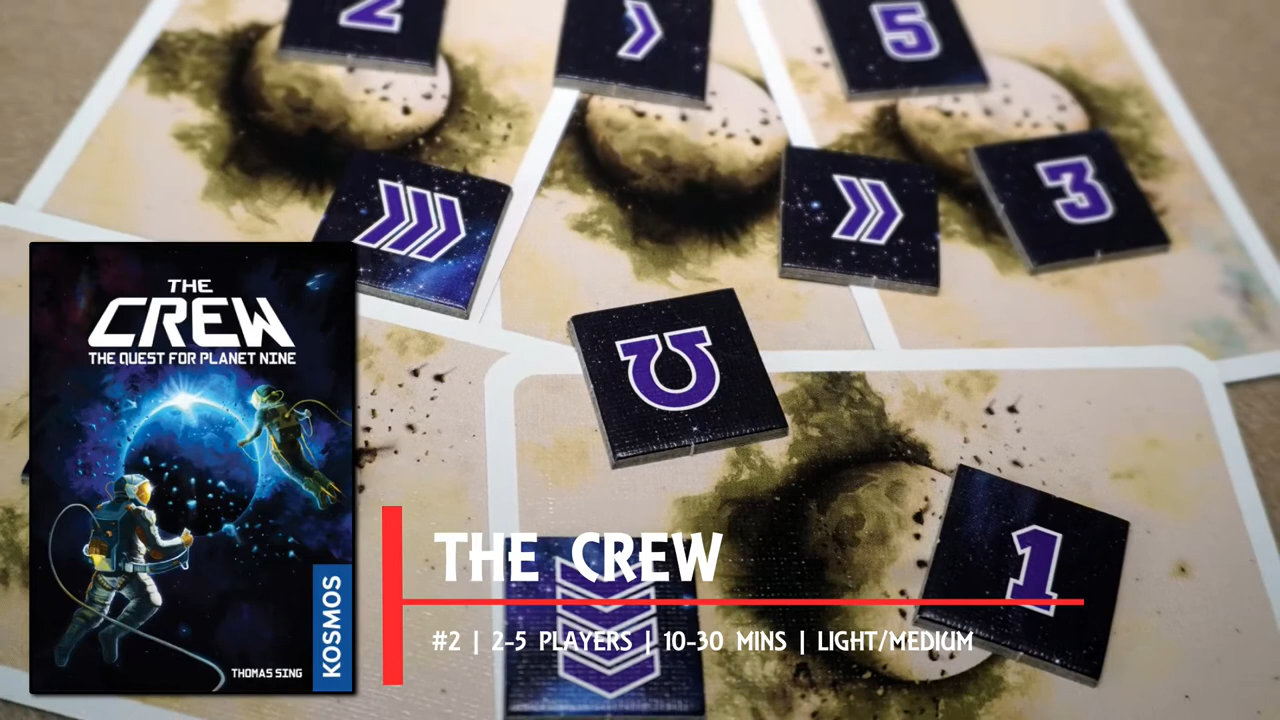 2
5
3
THE
CREW
THE QUEST FOR PLANET NINE
THOMAS SING
KOSMOS
1
THE CREW
#2 | 2-5 PLAYERS | 10-30 MINS | LIGHT/MEDIUM